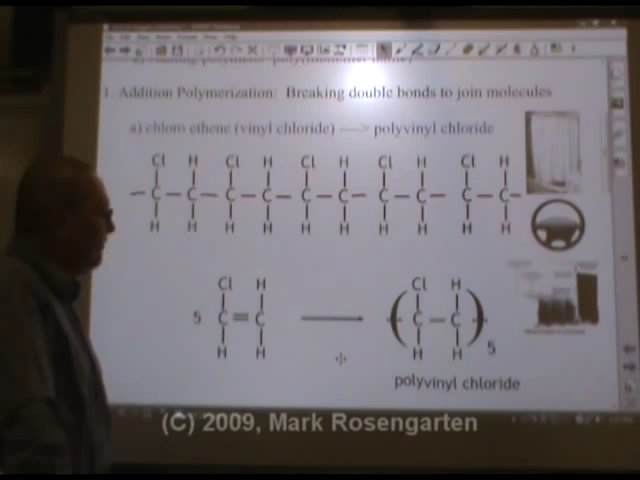 1. Addition Polymerization: Breaking double bonds to join molecules
a) chloro ethene (vinyl chloride) ----> polyvinyl chloride
Cl H Cl H Cl H Cl H Cl H
C C C C C C C C C C
H H H H H H H H H H
Cl H Cl H
5 C = C C C
H H H H 5
polyvinyl chloride
(C) 2009, Mark Rosengarten